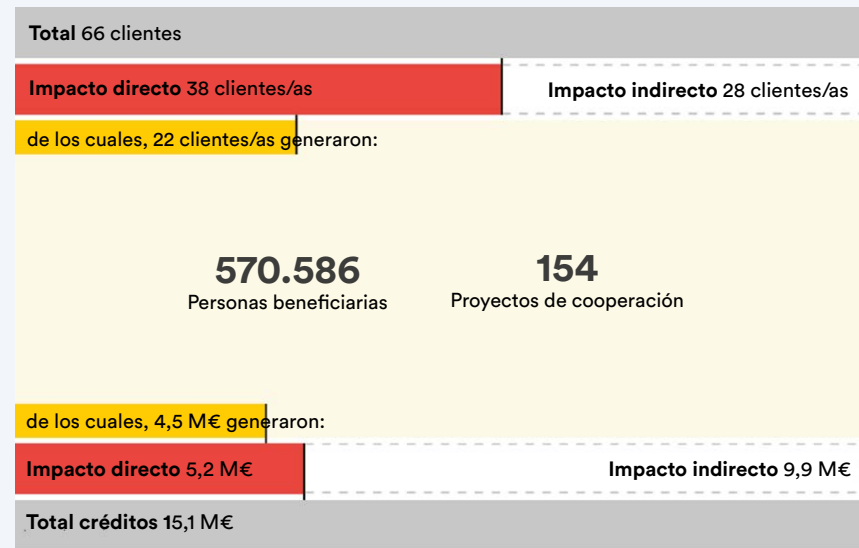 Total 66 clientes
Impacto directo 38 clientes/as
Impacto indirecto 28 clientes/as
de los cuales, 22 clientes/as generaron:
570.586
Personas beneficiarias
154
Proyectos de cooperación
de los cuales, 4,5 M€ generaron:
Impacto directo 5,2 M€
Impacto indirecto 9,9 M€
Total créditos 15,1 M€